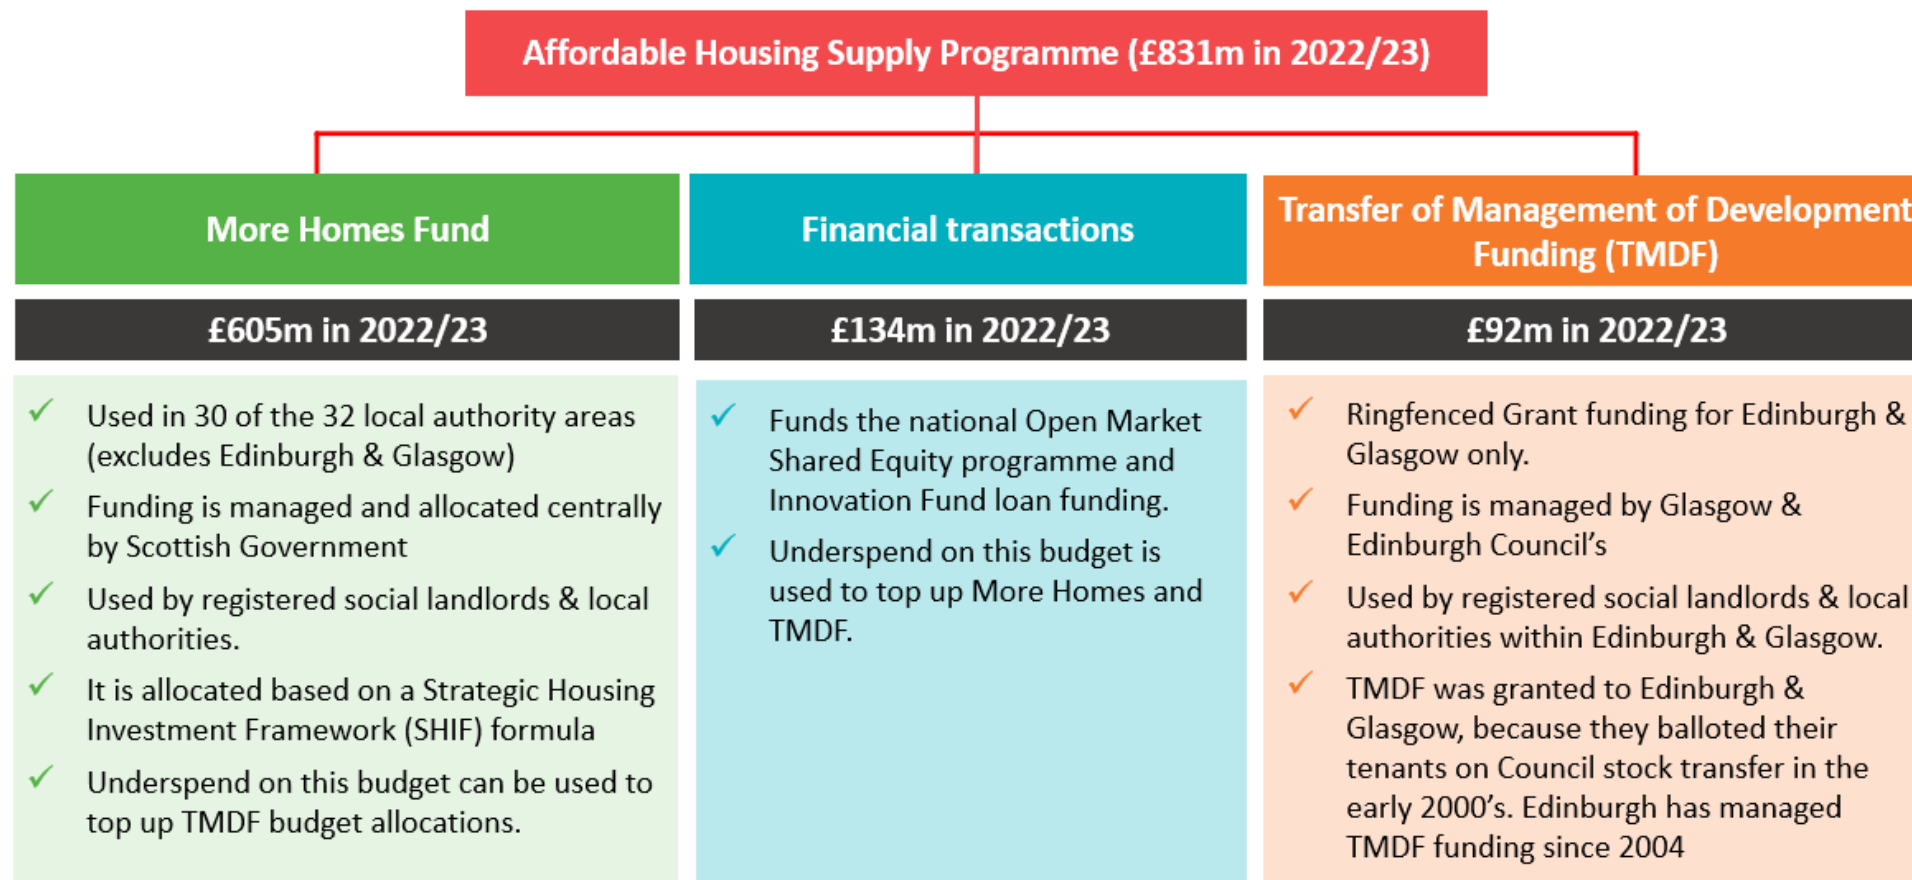 Affordable Housing Supply Programme (£831m in 2022/23)
More Homes Fund
£605m in 2022/23
Used in 30 of the 32 local authority areas
(excludes Edinburgh & Glasgow)
Funding is managed and allocated centrally
by Scottish Government
Used by registered social landlords & local
authorities.
It is allocated based on a Strategic Housing
Investment Framework (SHIF) formula
Underspend on this budget can be used to
top up TMDF budget allocations.
Financial transactions
£134m in 2022/23
Funds the national Open Market
Shared Equity programme and
Innovation Fund loan funding.
Underspend on this budget is
used to top up More Homes and
TMDF.
Transfer of Management of Development
Funding (TMDF)
£92m in 2022/23
Ringfenced Grant funding for Edinburgh &
Glasgow only.
Funding is managed by Glasgow &
Edinburgh Council’s
Used by registered social landlords & local
authorities within Edinburgh & Glasgow.
TMDF was granted to Edinburgh &
Glasgow, because they balloted their
tenants on Council stock transfer in the
early 2000’s. Edinburgh has managed
TMDF funding since 2004